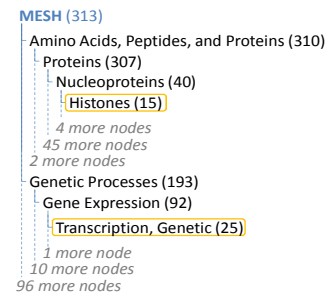 MESH (313)
Amino Acids, Peptides, and Proteins (310)
Proteins (307)
Nucleoproteins (40)
Histones (15)
4 more nodes
45 more nodes
2 more nodes
Genetic Processes (193)
Gene Expression (92)
Transcription, Genetic (25)
1 more node
10 more nodes
96 more nodes